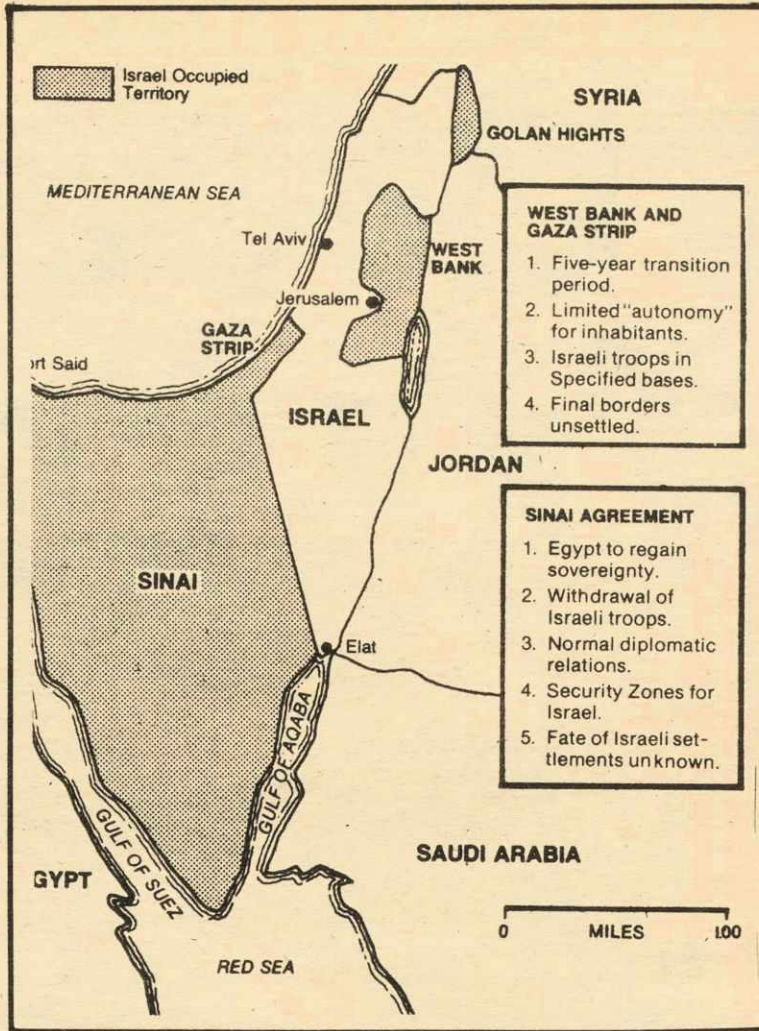 Israel Occupied
Territory
SYRIA
GOLAN HIGHTS
MEDITERRANEAN SEA
Tel Aviv
WEST
BANK
Jerusalem
GAZA
STRIP
ort Said
ISRAEL
JORDAN
SINAI
Elat
GULF OF AQABA
GULF OF SUEZ
GYPT
SAUDI ARABIA
RED SEA
0 MILES 100
WEST BANK AND
GAZA STRIP
1. Five-year transition
period.
2. Limited "autonomy"
for inhabitants.
3. Israeli troops in
Specified bases.
4. Final borders
unsettled.
SINAI AGREEMENT
1. Egypt to regain
sovereignty.
2. Withdrawal of
Israeli troops.
3. Normal diplomatic
relations.
4. Security Zones for
Israel.
5. Fate of Israeli set-
tlements unknown.